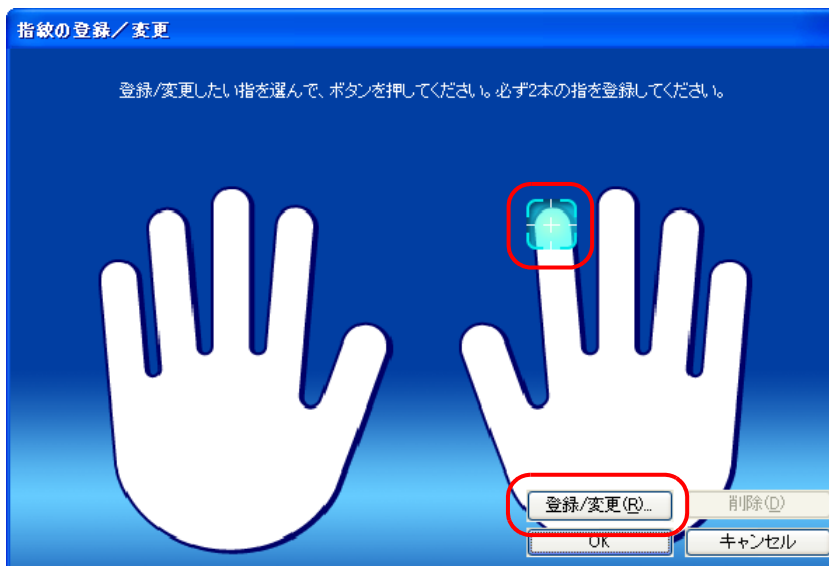 指紋の登録／変更
登録/変更したい指を選んで、ボタンを押してください。必ず2本の指を登録してください。
登録/変更(R)...
削除(D)
OK
キャンセル